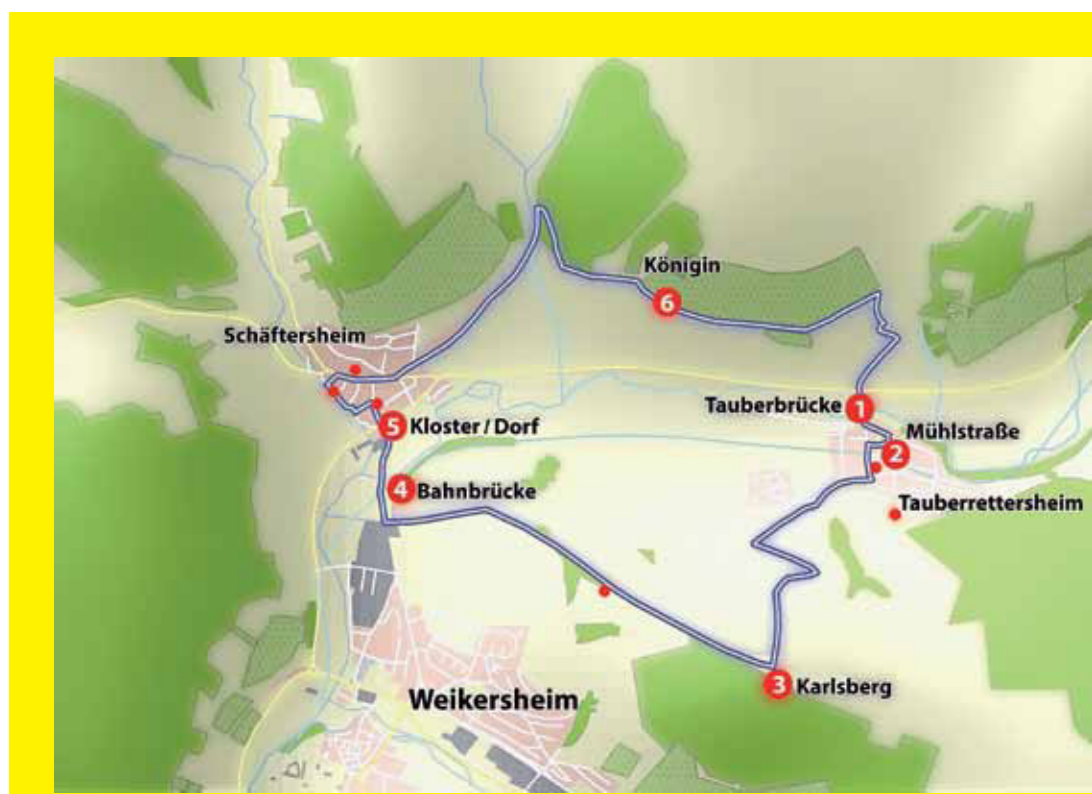 Königin
6
Schäftersheim
Tauberbrücke 1
5 Kloster / Dorf
Mühlstraße
2
4 Bahnbrücke
Tauberrettersheim
Weikersheim
3 Karlsberg